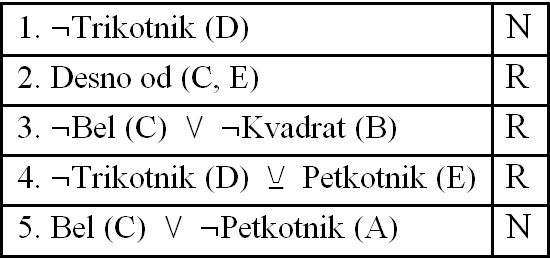 1. ¬Trikotnik (D) N
2. Desno od (C, E) R
3. ¬Bel (C) ∨ ¬Kvadrat (B) R
4. ¬Trikotnik (D) ⊻ Petkotnik (E) R
5. Bel (C) ∨ ¬Petkotnik (A) N